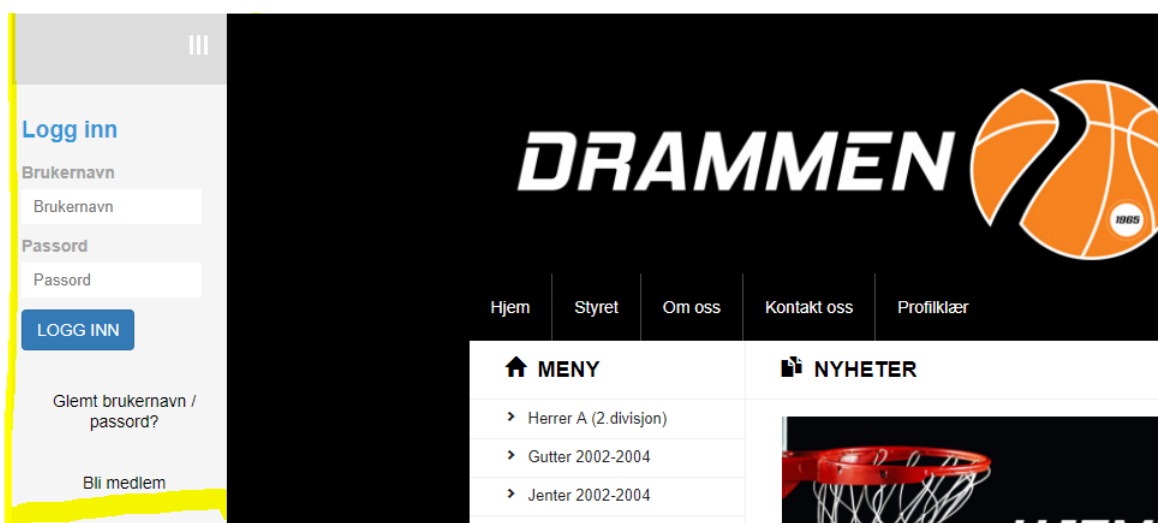 Logg inn
Brukernavn
Brukernavn
Passord
Passord
LOGG INN
Glemt brukernavn /
passord?
Bli medlem
DRAMMEN
1965
Hjem Styret Om oss Kontakt oss Profilklær
MENY
Herrer A (2.divisjon)
Gutter 2002-2004
Jenter 2002-2004
NYHETER